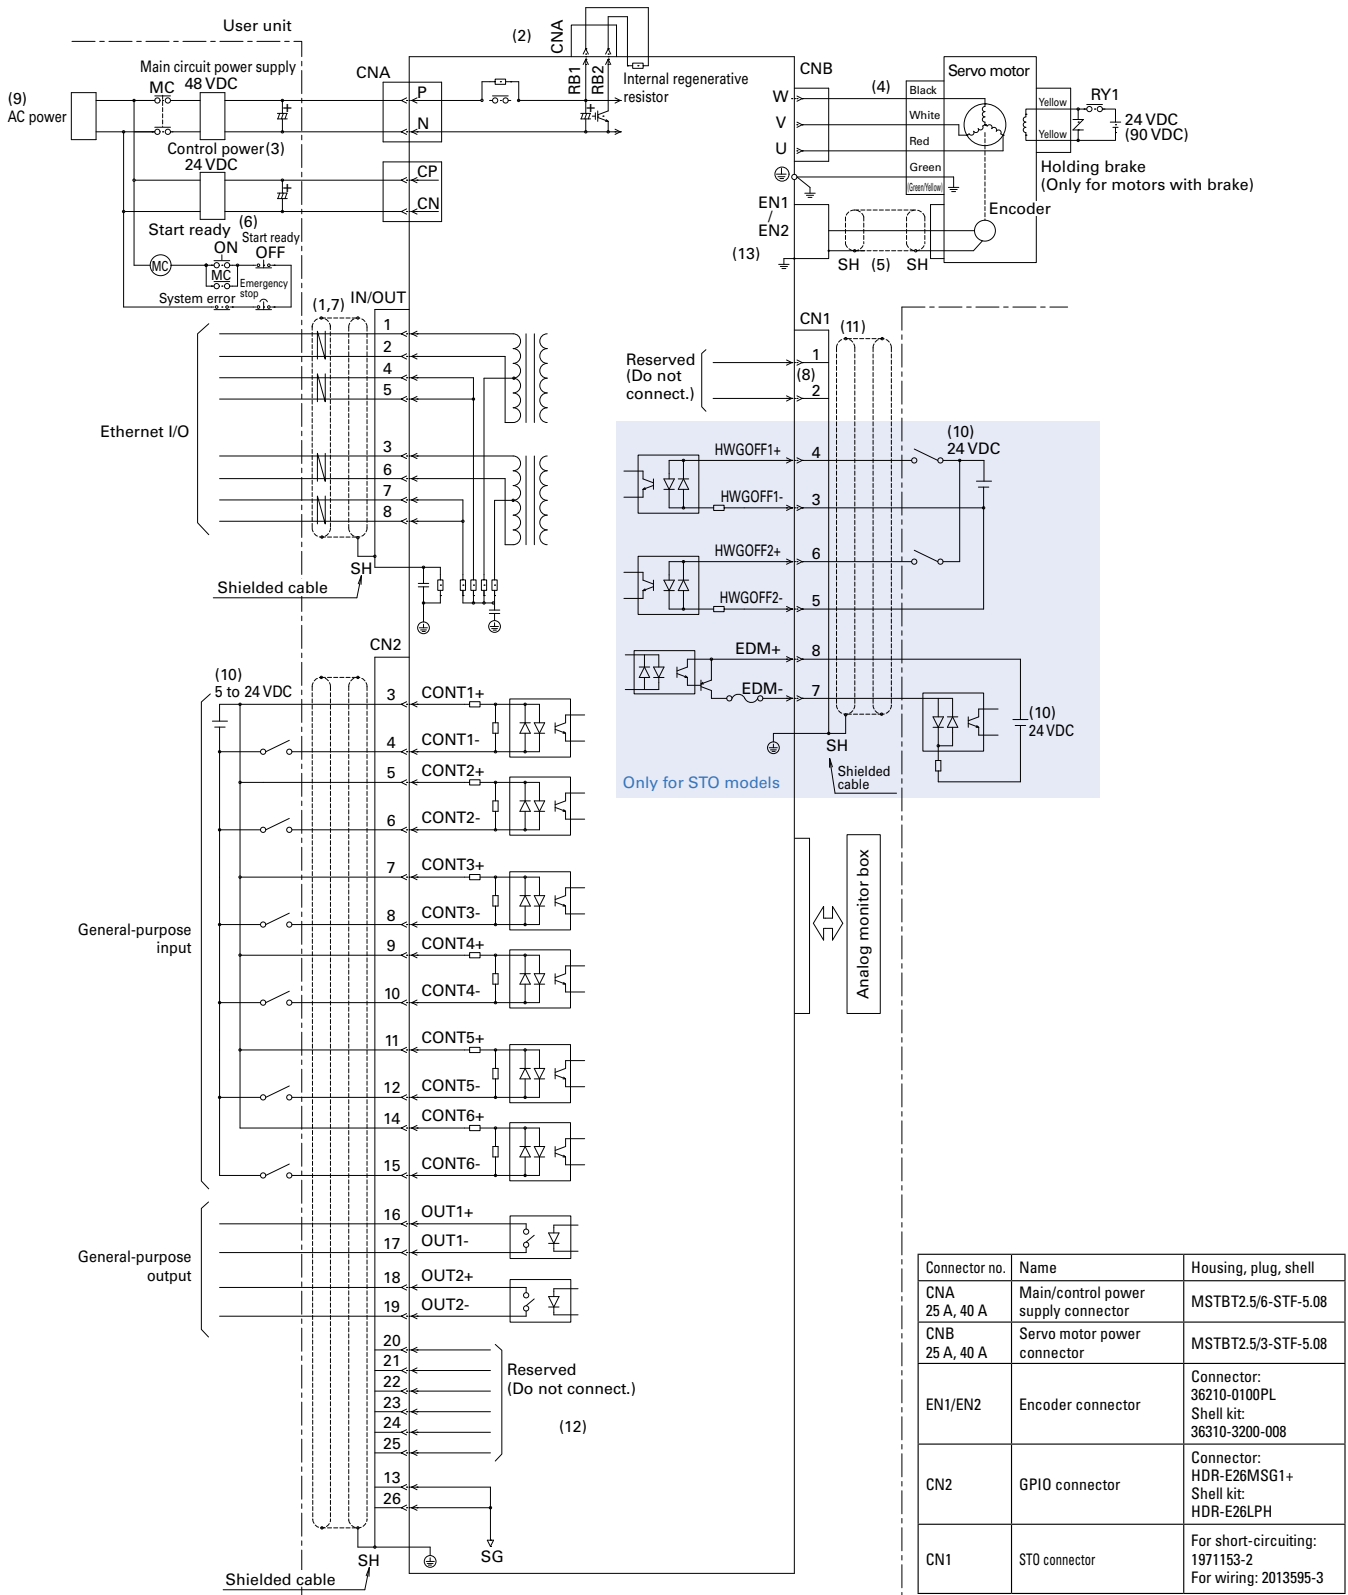 User unit
(2)
CNA
RB1
RB2
Internal regenerative
resistor
(9)
AC power
Main circuit power supply
48 VDC
MC
CNA
P
N
Control power (3)
24 VDC
CP
CN
Start ready
(6)
Start ready
ON
OFF
MC
MC
Emergency
stop
System error
CNB
W
V
U
(4)
Black
White
Red
Green
(Green/Yellow)
Servo motor
Yellow
Yellow
RY1
24 VDC
(90 VDC)
Holding brake
(Only for motors with brake)
EN1
/
EN2
(13)
Encoder
SH
(5)
SH
(1,7)
IN/OUT
1
2
4
5
Ethernet I/O
3
6
7
8
SH
Shielded cable
CN1
(11)
Reserved
(Do not
connect.)
1
(8)
2
(10)
24 VDC
HWGOFF1+
4
HWGOFF1-
3
HWGOFF2+
6
HWGOFF2-
5
EDM+
8
EDM-
7
(10)
24 VDC
SH
Shielded
cable
Only for STO models
Analog monitor box
CN2
(10)
5 to 24 VDC
3
CONT1+
4
CONT1-
5
CONT2+
6
CONT2-
7
CONT3+
8
CONT3-
General-purpose
input
9
CONT4+
10
CONT4-
11
CONT5+
12
CONT5-
14
CONT6+
15
CONT6-
16
OUT1+
17
OUT1-
General-purpose
output
18
OUT2+
19
OUT2-
20
21
22
23
24
25
Reserved
(Do not connect.)
(12)
13
26
SG
SH
Shielded cable
Connector no. Name Housing, plug, shell
CNA
25 A, 40 A
Main/control power
supply connector
MSTBT2.5/6-STF-5.08
CNB
25 A, 40 A
Servo motor power
connector
MSTBT2.5/3-STF-5.08
EN1/EN2
Encoder connector
Connector:
36210-0100PL
Shell kit:
36310-3200-008
CN2
GPIO connector
Connector:
HDR-E26MSG1+
Shell kit:
HDR-E26LPH
CN1
STO connector
For short-circuiting:
1971153-2
For wiring: 2013595-3